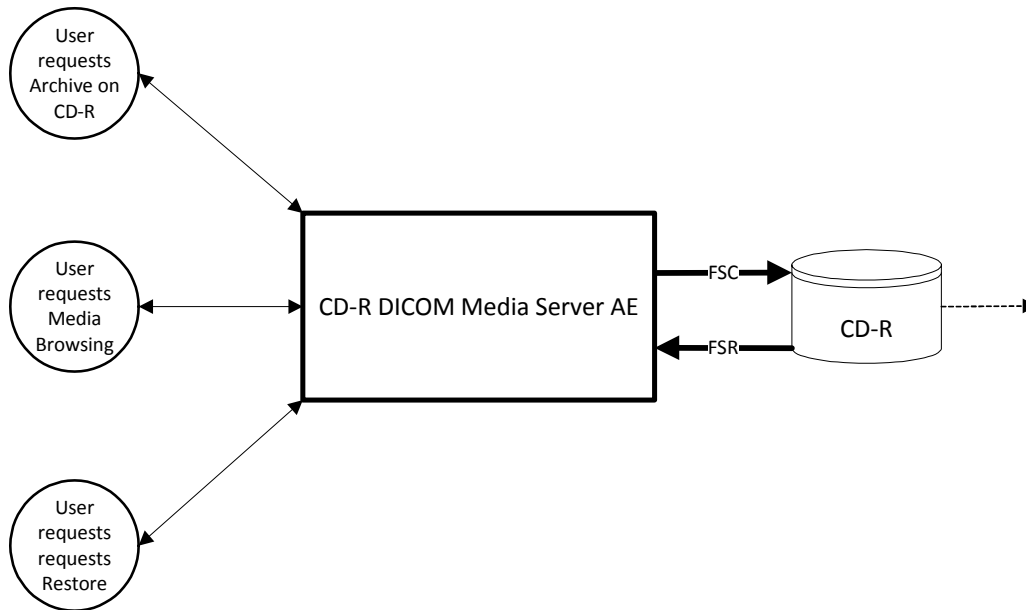 User
requests
Archive on
CD-R
User
requests
Media
Browsing
User
requests
requests
Restore
CD-R DICOM Media Server AE
FSC
FSR
CD-R